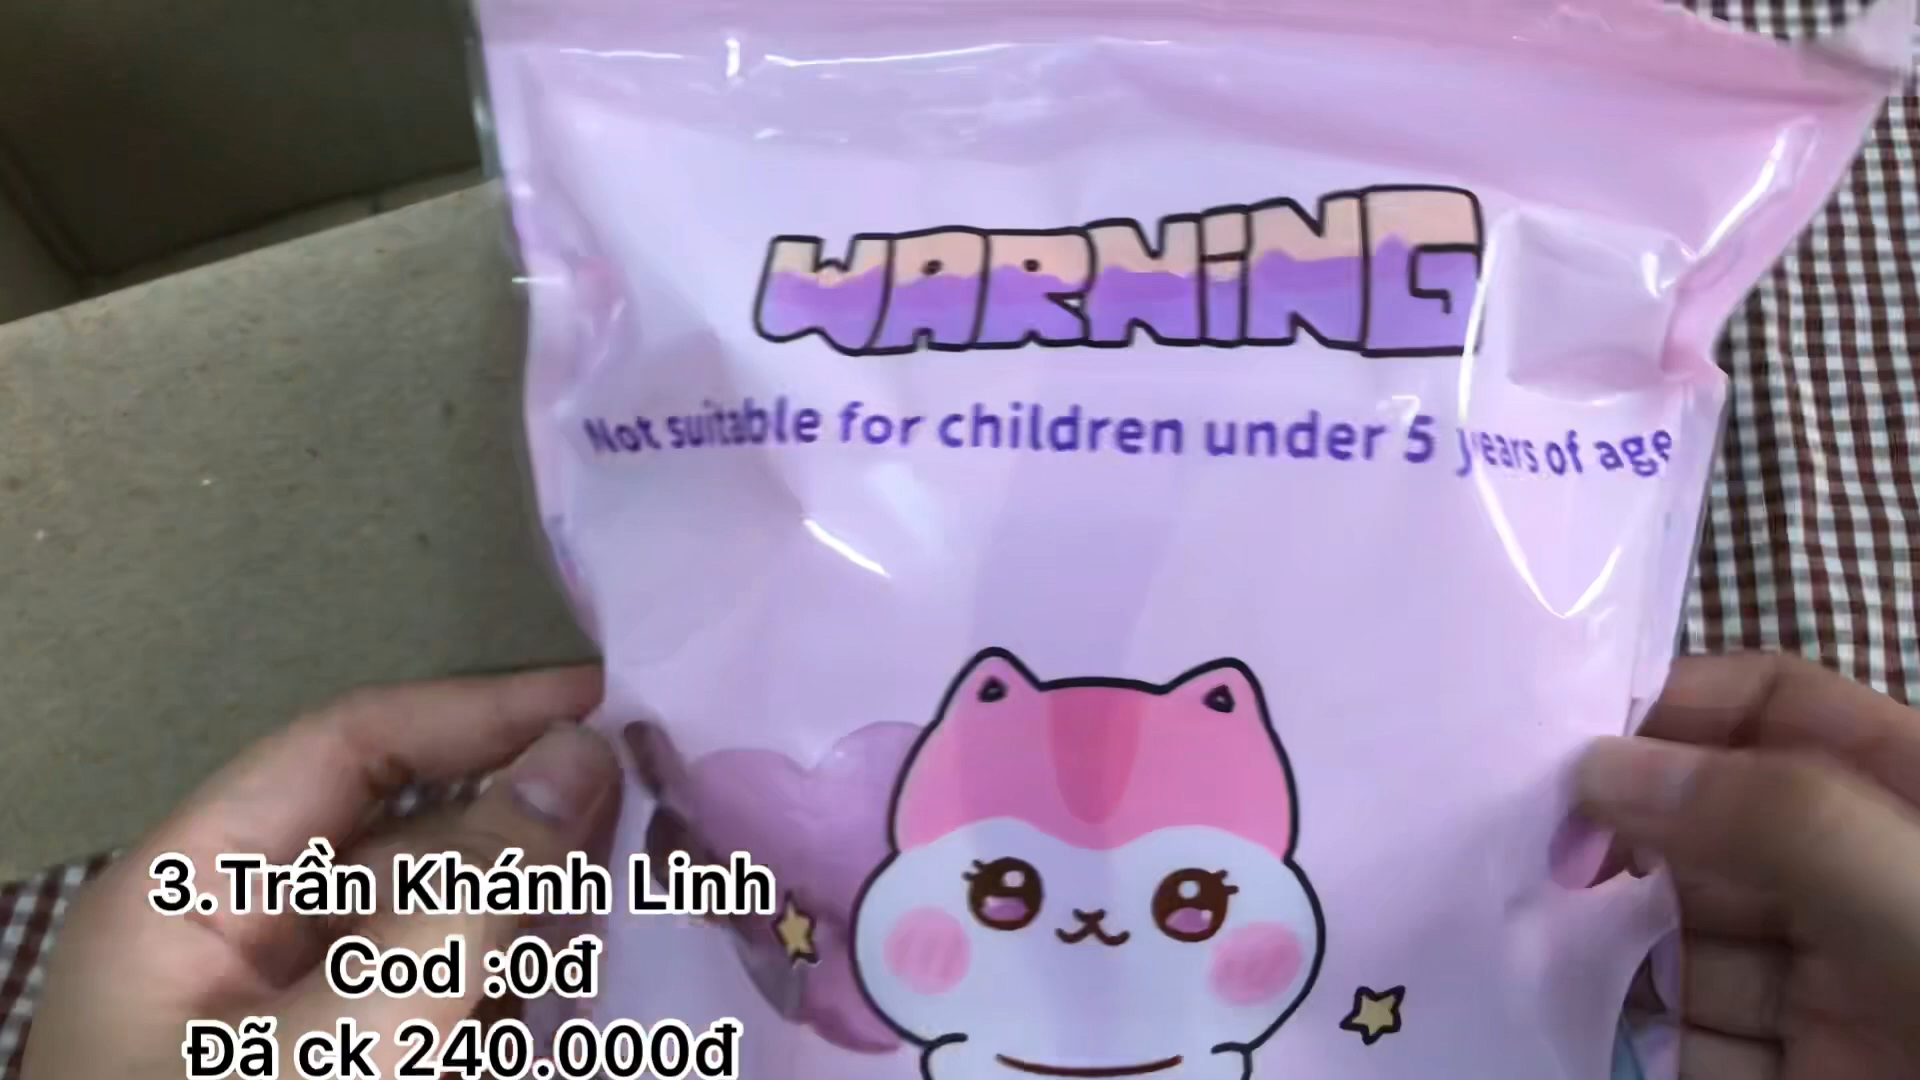 WARNiNG
Not suitable for children under 5 years of age
3.Trần Khánh Linh
Cod :0đ
Đã ck 240.000đ